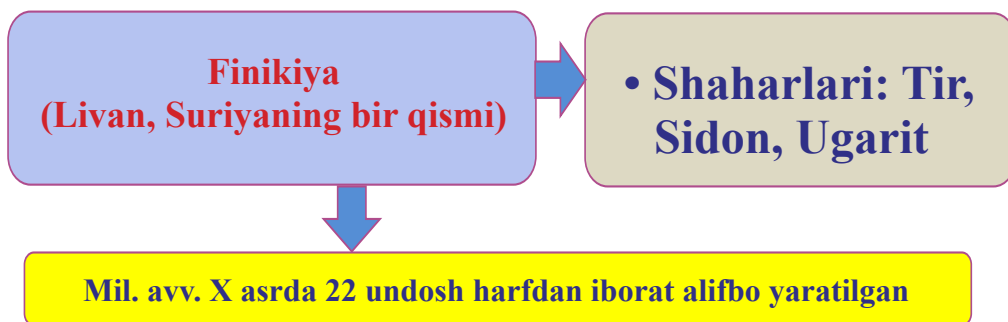 Finikiya
(Livan, Suriyaning bir qismi)
• Shaharlari: Tir,
Sidon, Ugarit
Mil. avv. X asrda 22 undosh harfdan iborat alifbo yaratilgan